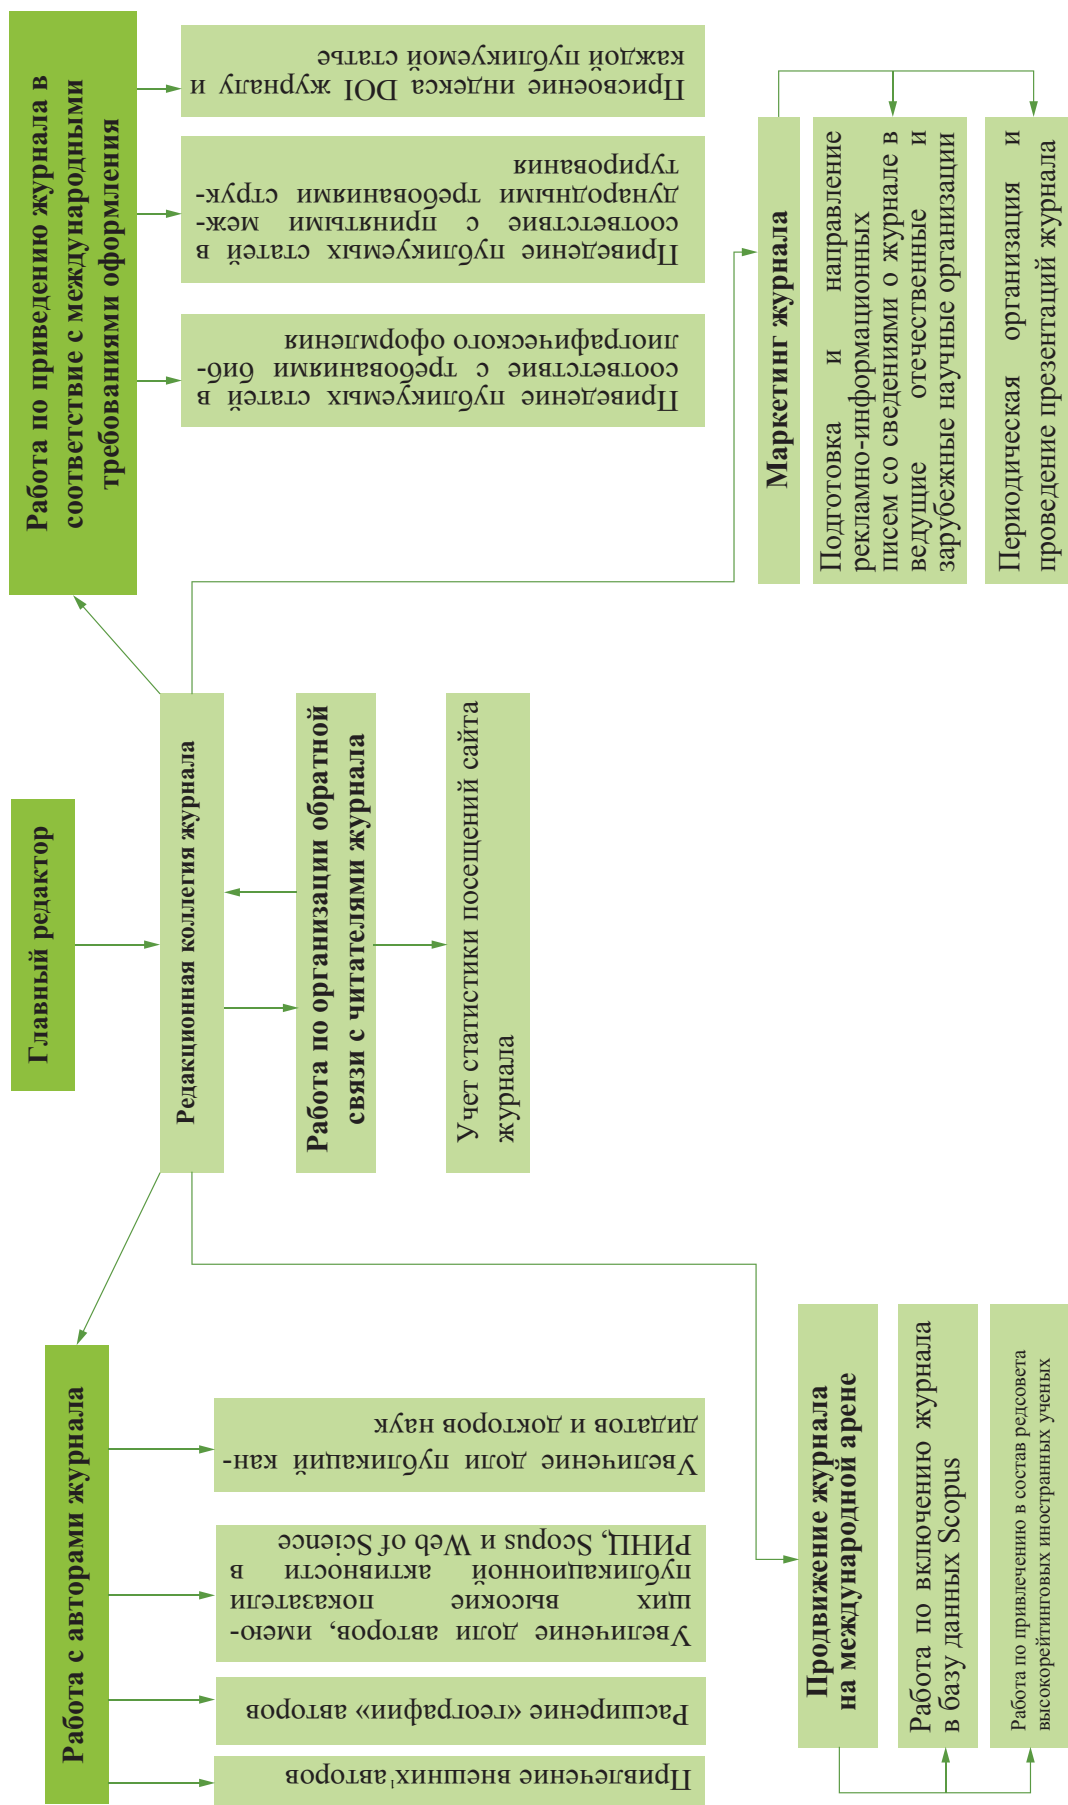 Главный редактор
Редакционная коллегия журнала
Работа по организации обратной
связи с читателями журнала
Учет статистики посещений сайта
журнала
Работа с авторами журнала
Привлечение внешних¹ авторов
Расширение «географии» авторов
Увеличение доли авторов, имею-
щих высокие показатели
публикационной активности в
РИНЦ, Scopus и Web of Science
Увеличение доли публикаций кан-
дидатов и докторов наук
Работа по приведению журнала в
соответствие с международными
требованиями оформления
Приведение публикуемых статей в
соответствие с требованиями биб-
лиографического оформления
Приведение публикуемых статей в
соответствие с принятыми меж-
дународными требованиями струк-
турирования
Присвоение индекса DOI журналу и
каждой публикуемой статье
Продвижение журнала
на международной арене
Работа по включению журнала
в базу данных Scopus
Работа по привлечению в состав редсовета
высокорейтинговых иностранных ученых
Маркетинг журнала
Подготовка и направление
рекламно-информационных
писем со сведениями о журнале в
ведущие отечественные и
зарубежные научные организации
Периодическая организация и
проведение презентаций журнала